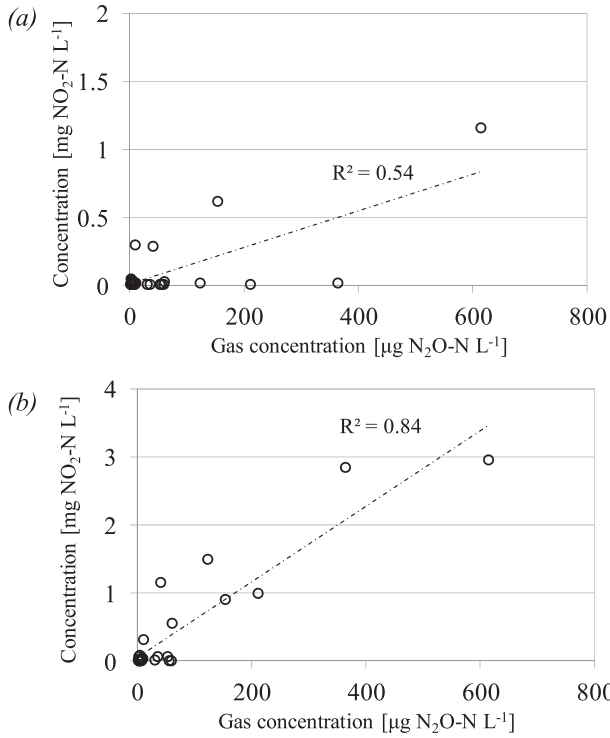 (a)
Concentration [mg NO₂-N L⁻¹]
2
1.5
1
0.5
0
R² = 0.54
0 200 400 600 800
Gas concentration [µg N₂O-N L⁻¹]
(b)
Concentration [mg NO₂-N L⁻¹]
4
3
2
1
0
R² = 0.84
0 200 400 600 800
Gas concentration [µg N₂O-N L⁻¹]